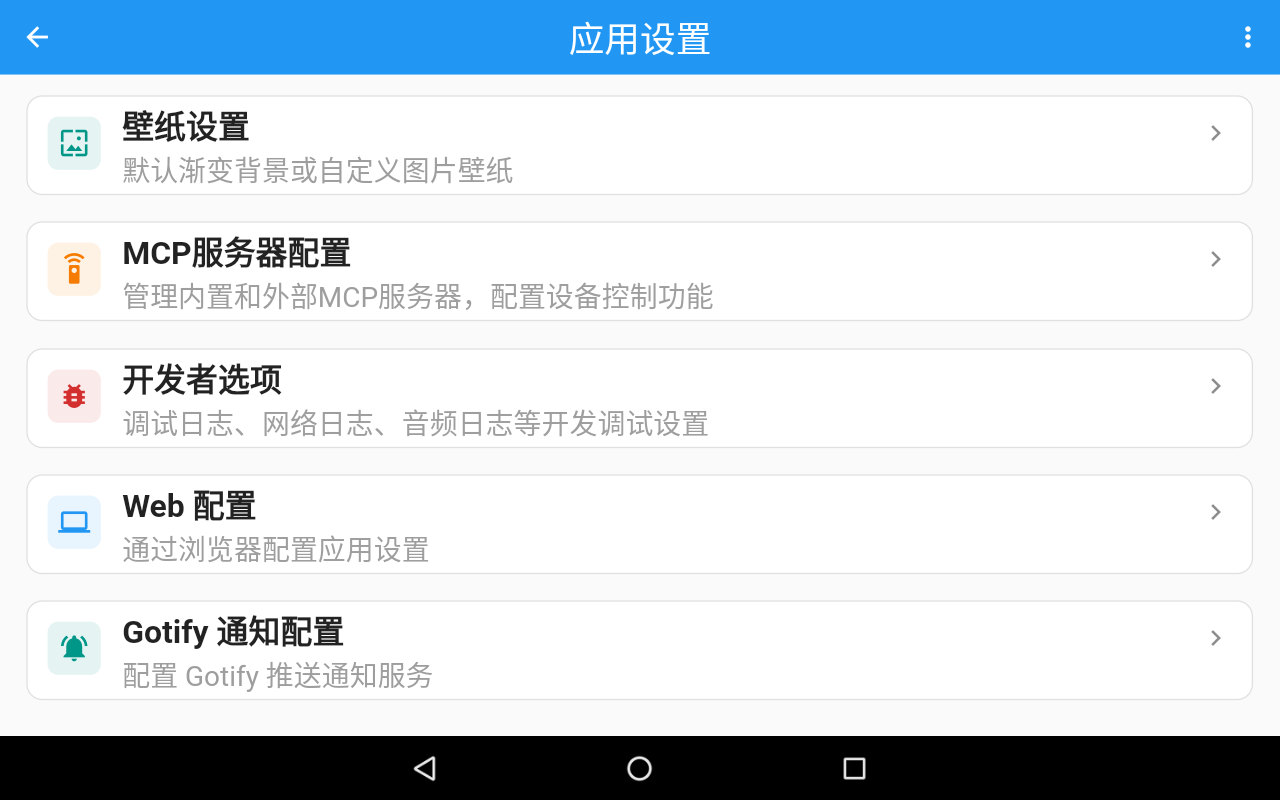 应用设置
壁纸设置
默认渐变背景或自定义图片壁纸
MCP服务器配置
管理内置和外部MCP服务器，配置设备控制功能
开发者选项
调试日志、网络日志、音频日志等开发调试设置
Web 配置
通过浏览器配置应用设置
Gotify 通知配置
配置 Gotify 推送通知服务